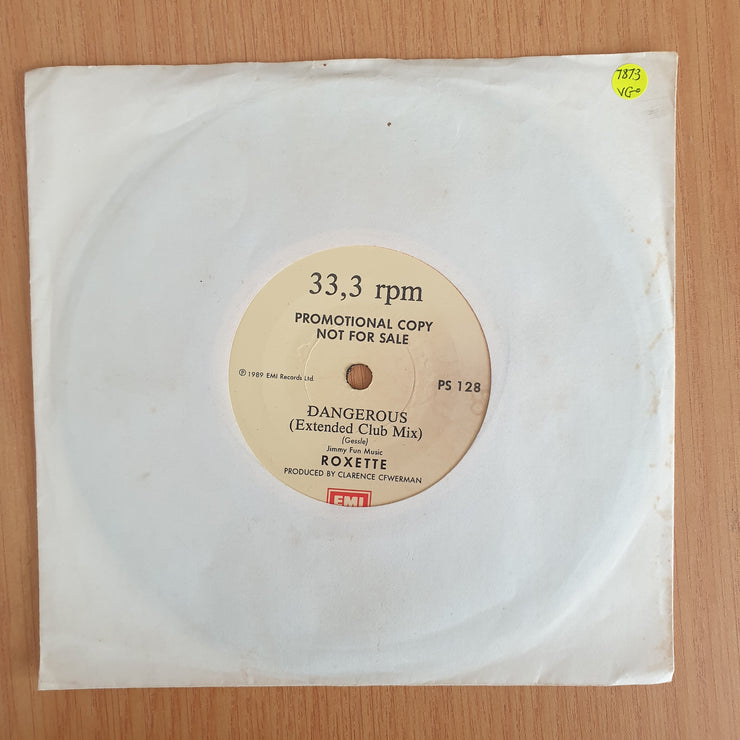 7873
VG
33,3 rpm
PROMOTIONAL COPY
NOT FOR SALE
℗ 1989 EMI Records Ltd.
PS 128
DANGEROUS
(Extended Club Mix)
(Gessle)
Jimmy Fun Music
ROXETTE
PRODUCED BY CLARENCE CFWERMAN
EMI